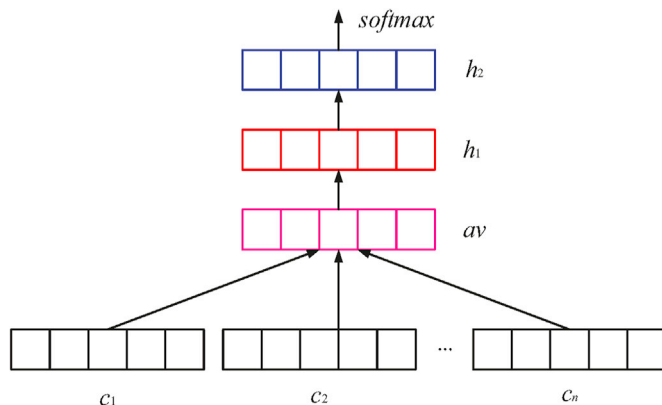 softmax
h₂
h₁
av
...
c₁ c₂ cₙ